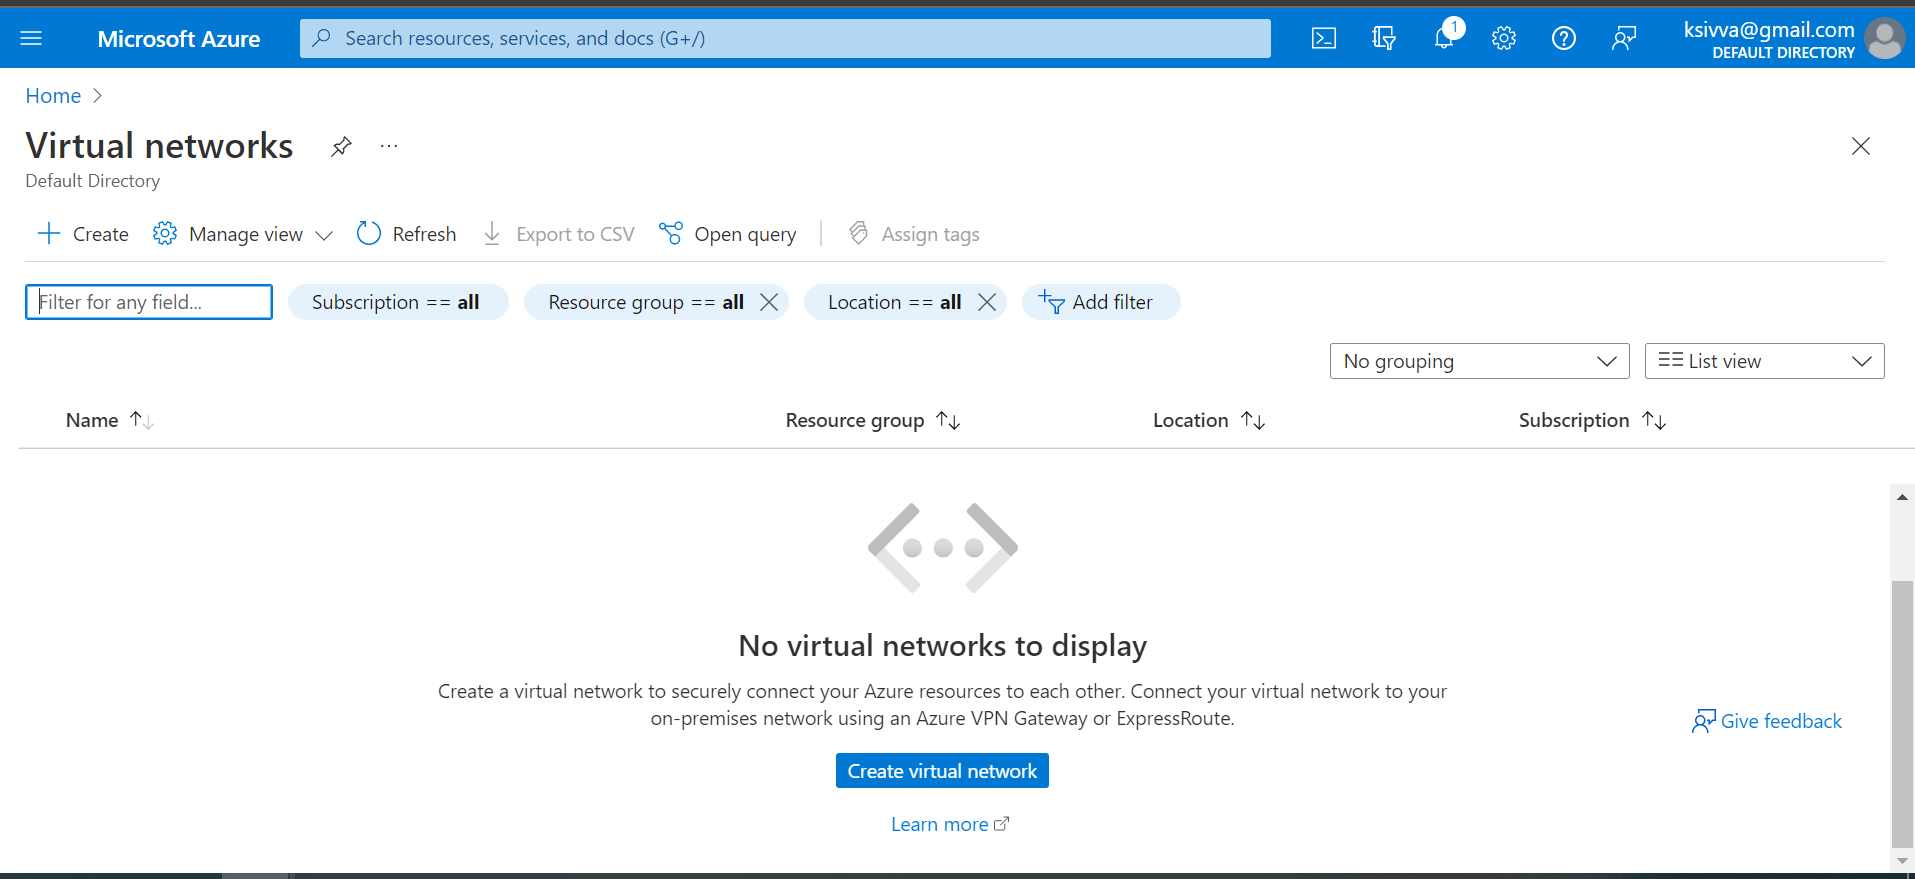 Microsoft Azure
Search resources, services, and docs (G+/)
1
ksivva@gmail.com
DEFAULT DIRECTORY
Home
Virtual networks
...
Default Directory
Create
Manage view
Refresh
Export to CSV
Open query
Assign tags
Filter for any field...
Subscription == all
Resource group == all
Location == all
Add filter
No grouping
List view
Name
Resource group
Location
Subscription
No virtual networks to display
Create a virtual network to securely connect your Azure resources to each other. Connect your virtual network to your
on-premises network using an Azure VPN Gateway or ExpressRoute.
Give feedback
Create virtual network
Learn more